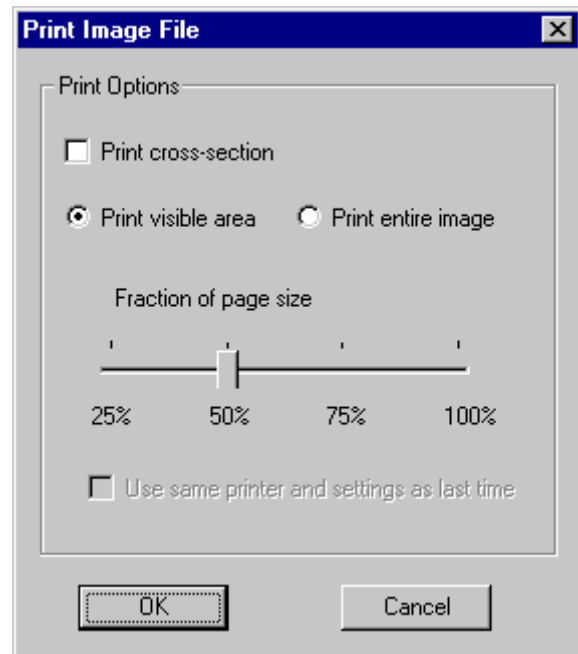 Print Image File
Print Options
Print cross-section
Print visible area Print entire image
Fraction of page size
25% 50% 75% 100%
Use same printer and settings as last time
OK Cancel